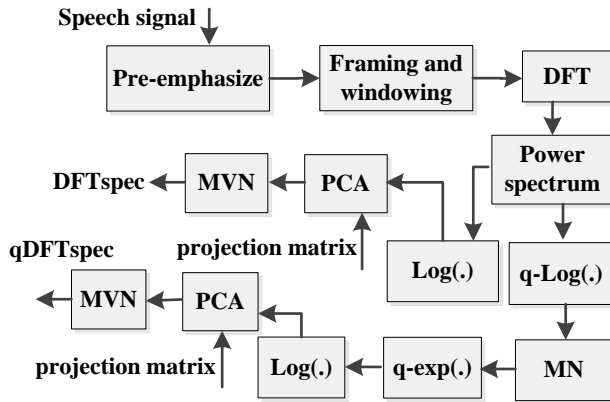 Speech signal
Pre-emphasize
Framing and
windowing
DFT
Power
spectrum
DFTspec
MVN
PCA
projection matrix
Log(.)
q-Log(.)
qDFTspec
MVN
PCA
projection matrix
Log(.)
q-exp(.)
MN